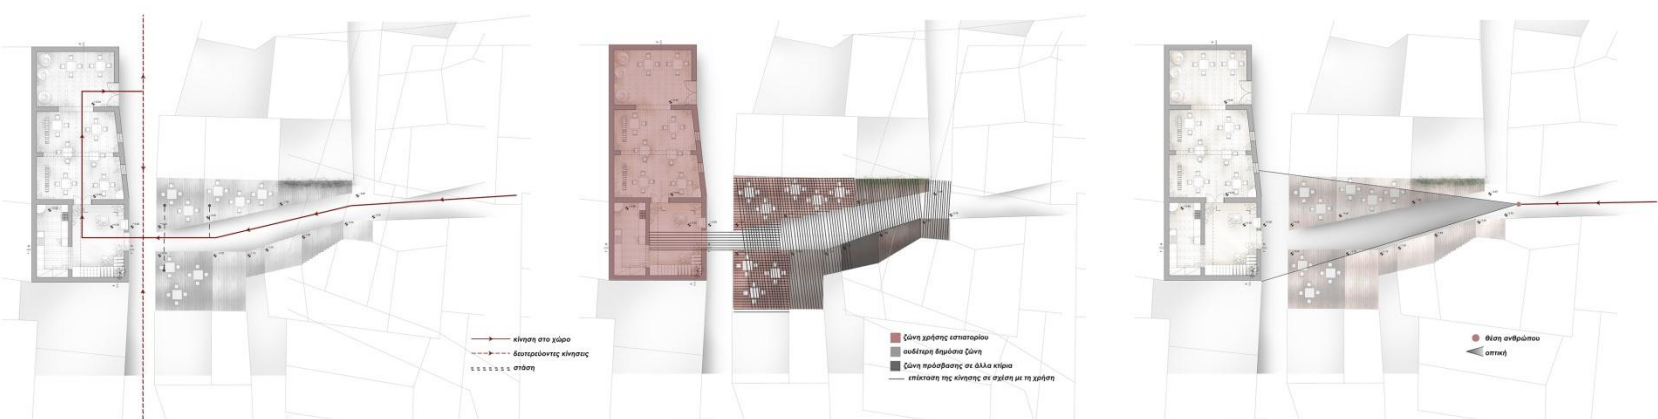 κίνηση στο χώρο
δευτερεύοντες κίνησεις
στάση
ζώνη χρήσης εστιατορίου
ουδέτερη δημόσια ζώνη
ζώνη πρόσβασης σε άλλα κτίρια
επέκταση της κίνησης σε σχέση με τη χρήση
θέση ανθρώπου
οπτική